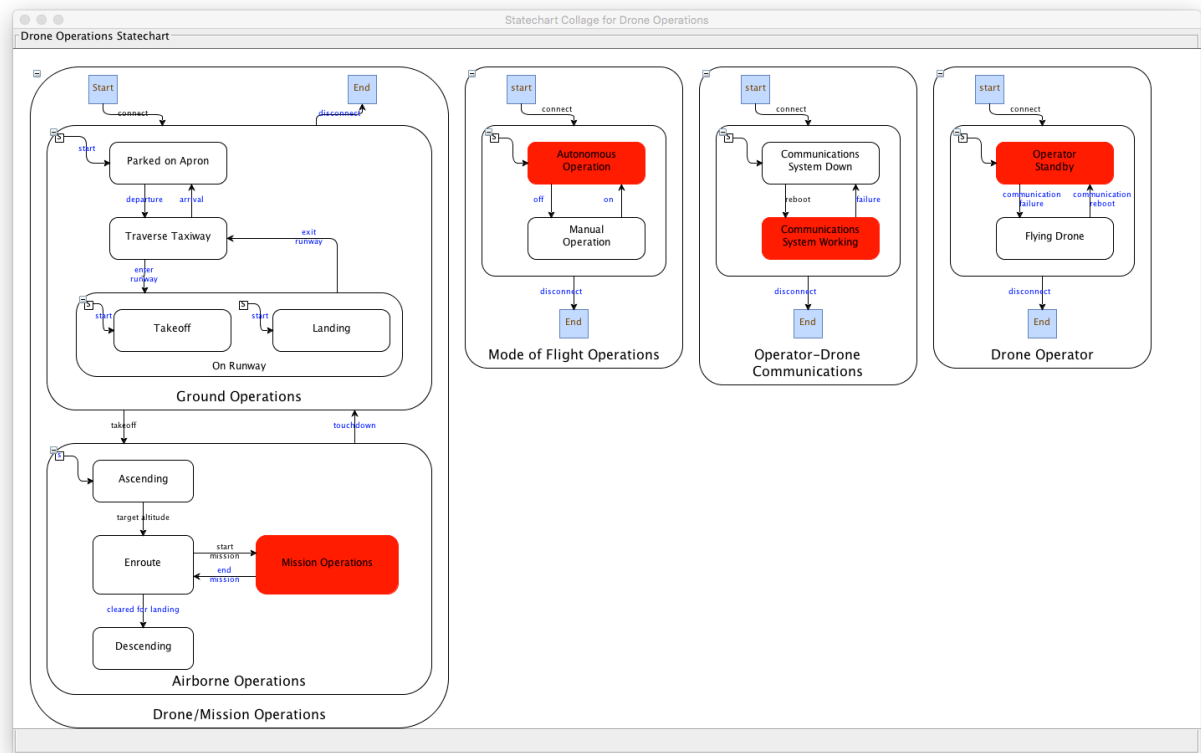 Statechart Collage for Drone Operations
Drone Operations Statechart
Start
End
connect
disconnect
S
start
Parked on Apron
departure
arrival
Traverse Taxiway
exit
runway
enter
runway
S
start
Takeoff
S
start
Landing
On Runway
Ground Operations
takeoff
touchdown
s
Ascending
target altitude
Enroute
start
mission
end
mission
Mission Operations
cleared for landing
Descending
Airborne Operations
Drone/Mission Operations
start
connect
S
Autonomous
Operation
off
on
Manual
Operation
disconnect
End
Mode of Flight Operations
start
connect
S
Communications
System Down
reboot
failure
Communications
System Working
disconnect
End
Operator-Drone
Communications
start
connect
S
Operator
Standby
communication
failure
communication
reboot
Flying Drone
disconnect
End
Drone Operator